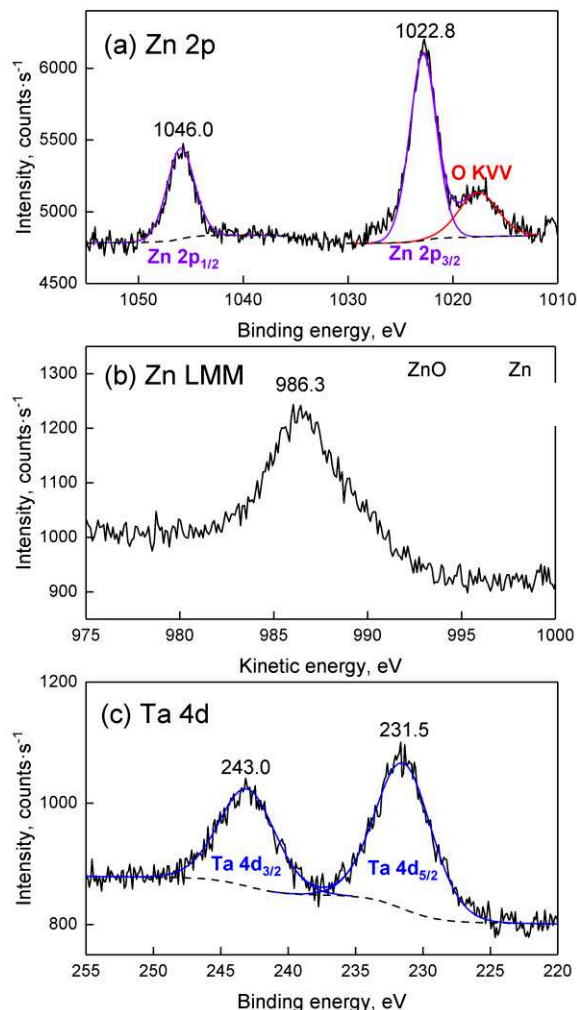 (a) Zn 2p
1022.8
1046.0
O KVV
Zn 2p1/2
Zn 2p3/2
6000
5500
5000
4500
Intensity, counts·s-1
1050
1040
1030
1020
1010
Binding energy, eV
(b) Zn LMM
986.3
ZnO
Zn
1300
1200
1100
1000
900
Intensity, counts·s-1
975
980
985
990
995
1000
Kinetic energy, eV
(c) Ta 4d
231.5
243.0
Ta 4d3/2
Ta 4d5/2
1200
1000
800
Intensity, counts·s-1
255
250
245
240
235
230
225
220
Binding energy, eV